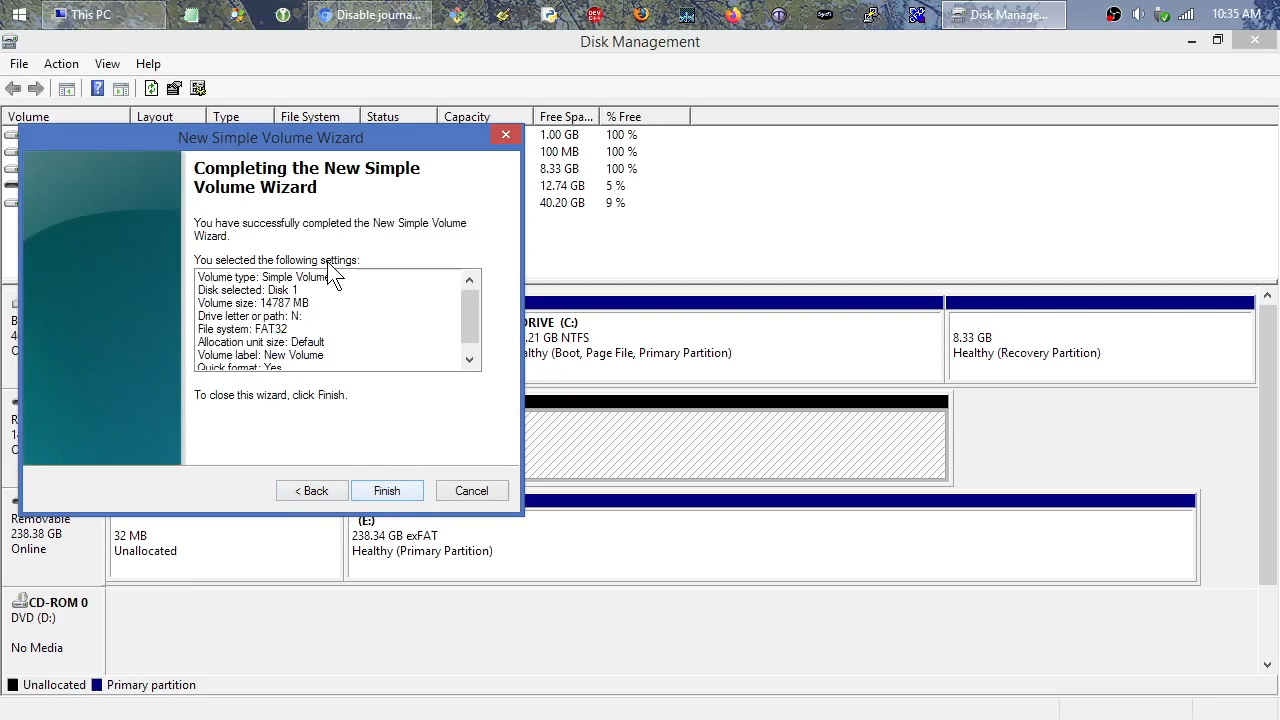 This PC
Disable journa...
Disk Manage...
10:35 AM
Disk Management
File Action View Help
Volume Layout Type File System Status Capacity Free Spa... % Free
1.00 GB 100 %
100 MB 100 %
8.33 GB 100 %
12.74 GB 5 %
40.20 GB 9 %
New Simple Volume Wizard
Completing the New Simple
Volume Wizard
You have successfully completed the New Simple Volume
Wizard.
You selected the following settings:
Volume type: Simple Volume
Disk selected: Disk 1
Volume size: 14787 MB
Drive letter or path: N:
File system: FAT32
Allocation unit size: Default
Volume label: New Volume
Quick format: Yes
To close this wizard, click Finish.
< Back Finish Cancel
DRIVE (C:)
.21 GB NTFS
althy (Boot, Page File, Primary Partition)
8.33 GB
Healthy (Recovery Partition)
Removable
238.38 GB
Online
32 MB
Unallocated
(E:)
238.34 GB exFAT
Healthy (Primary Partition)
CD-ROM 0
DVD (D:)
No Media
Unallocated Primary partition